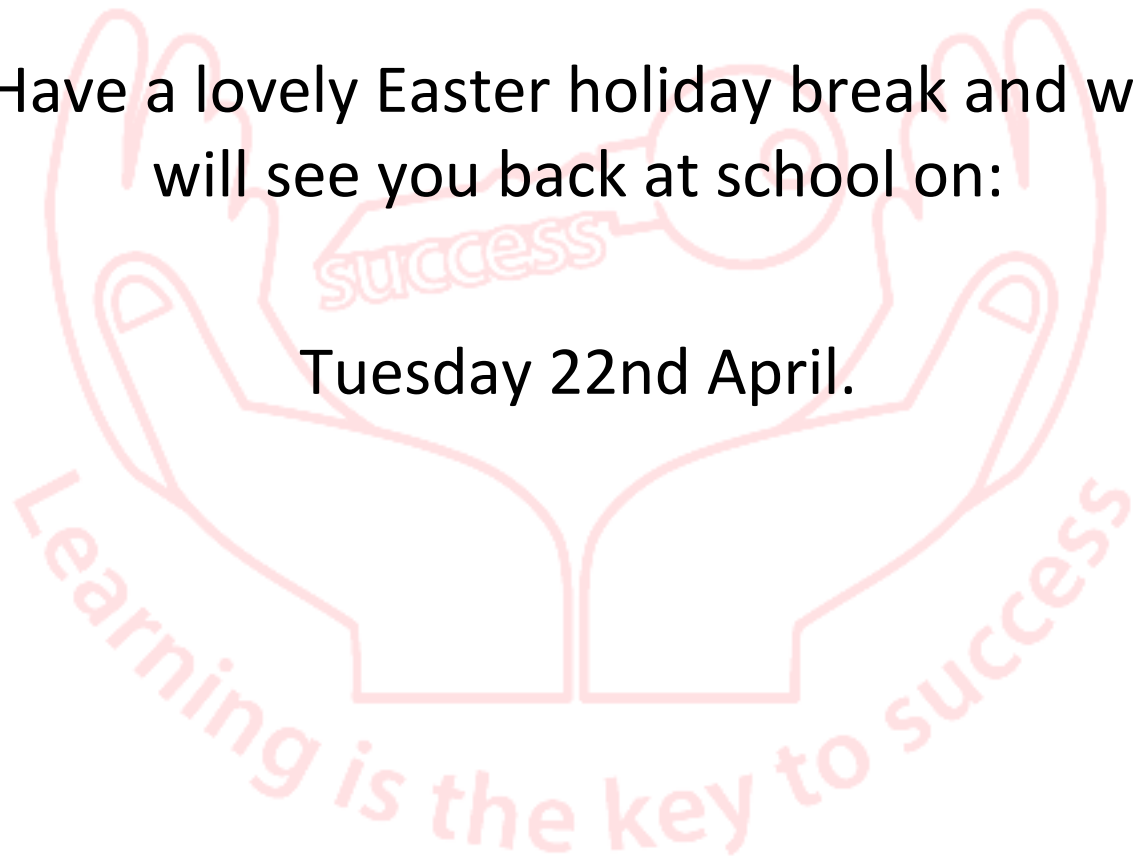 Have a lovely Easter holiday break and w
will see you back at school on:
success
Tuesday 22nd April.
Learning is the key to success